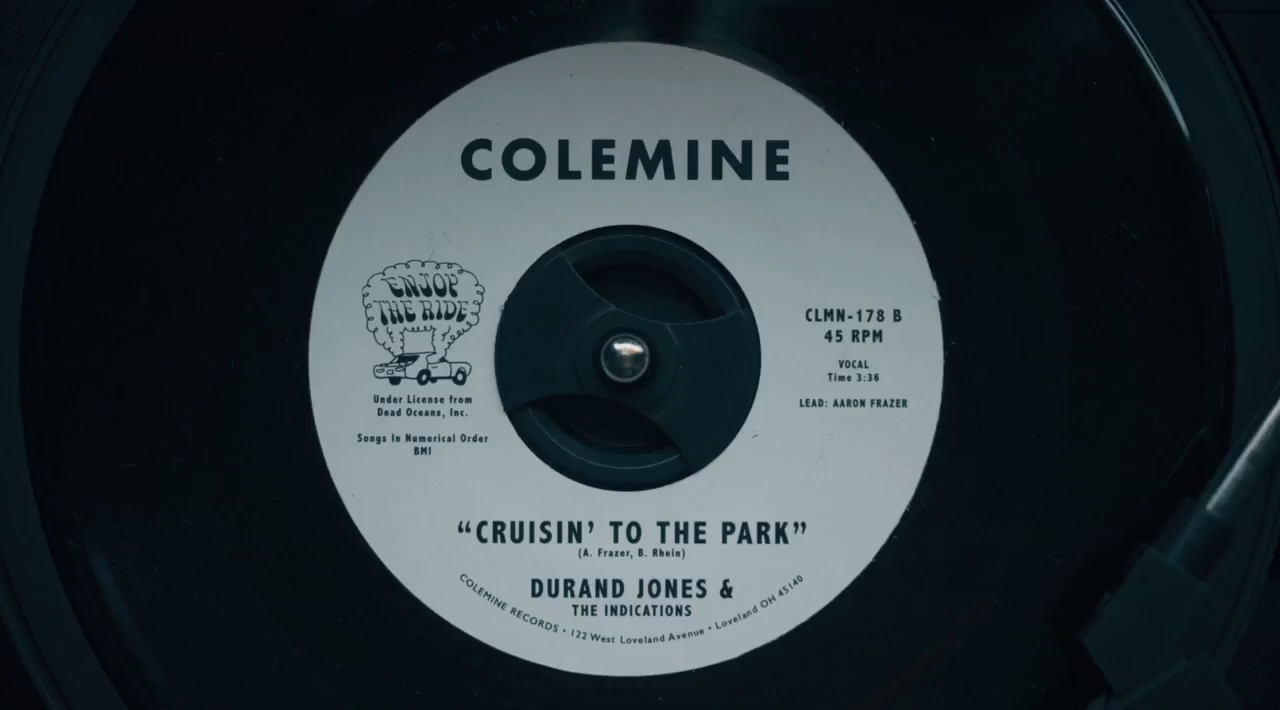 COLEMINE
ENJOY
THE RIDE
Under License from
Dead Oceans, Inc.
Songs In Numerical Order
BMI
CLMN-178 B
45 RPM
VOCAL
Time 3:36
LEAD: AARON FRAZER
“CRUISIN’ TO THE PARK”
(A. Frazer, B. Rhein)
DURAND JONES &
THE INDICATIONS
COLEMINE RECORDS • 122 West Loveland Avenue • Loveland OH 45140